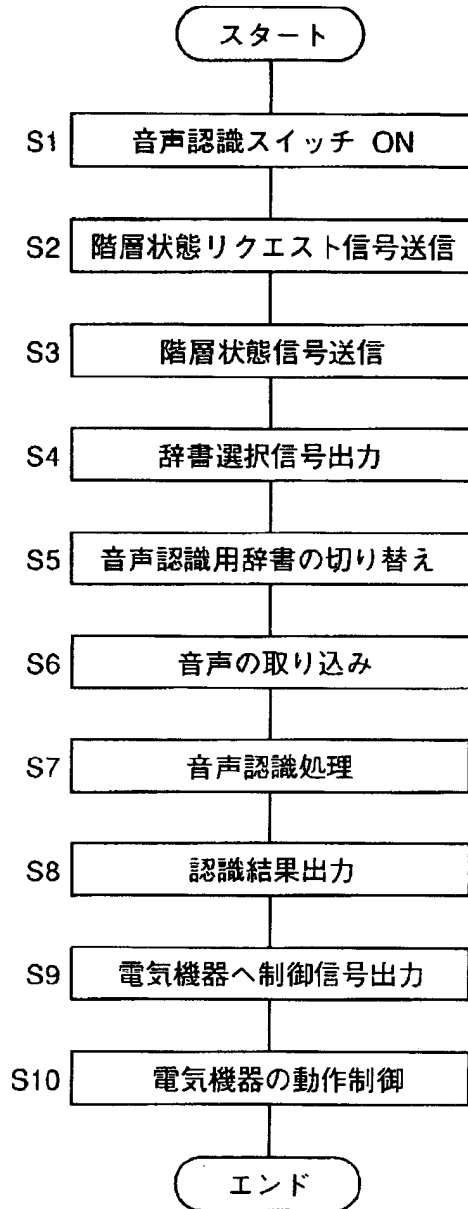 スタート
S1 音声認識スイッチ ON
S2 階層状態リクエスト信号送信
S3 階層状態信号送信
S4 辞書選択信号出力
S5 音声認識用辞書の切り替え
S6 音声の取り込み
S7 音声認識処理
S8 認識結果出力
S9 電気機器へ制御信号出力
S10 電気機器の動作制御
エンド